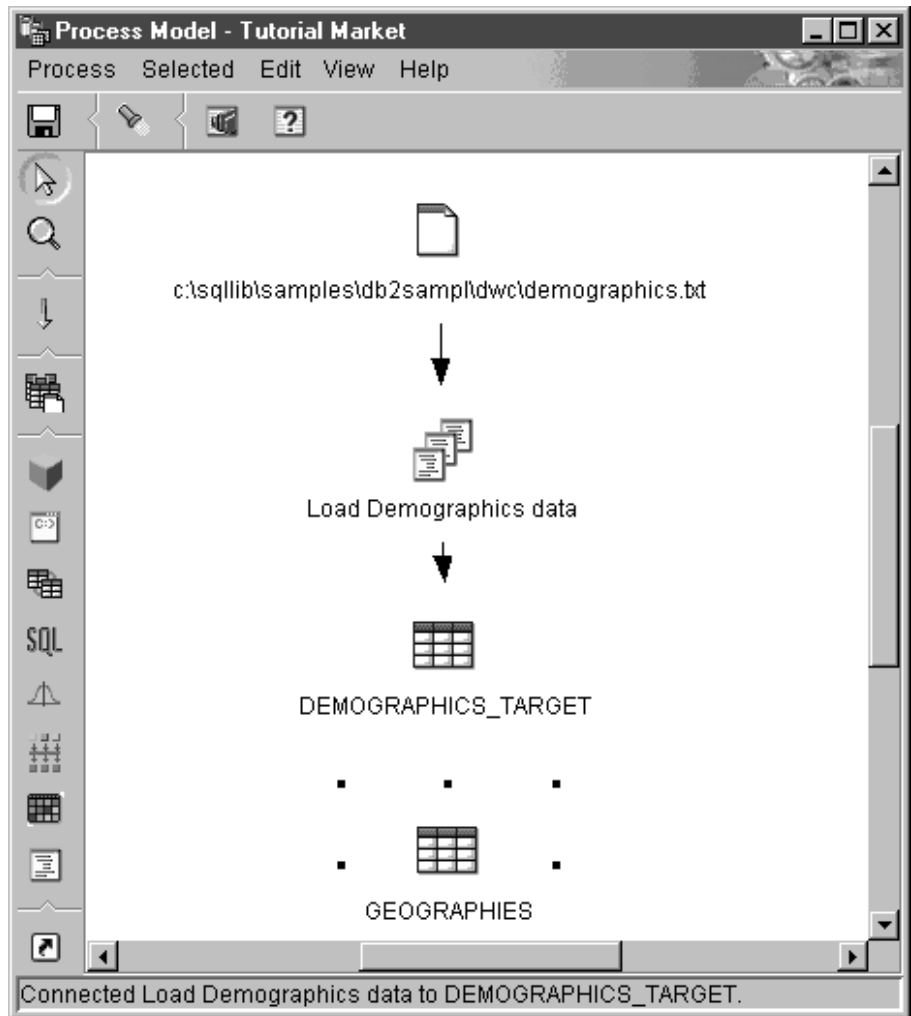 Process Model - Tutorial Market
Process Selected Edit View Help
?
c:\sqllib\samples\db2sampl\dwc\demographics.txt
Load Demographics data
C:>
SQL
DEMOGRAPHICS_TARGET
GEOGRAPHIES
Connected Load Demographics data to DEMOGRAPHICS_TARGET.